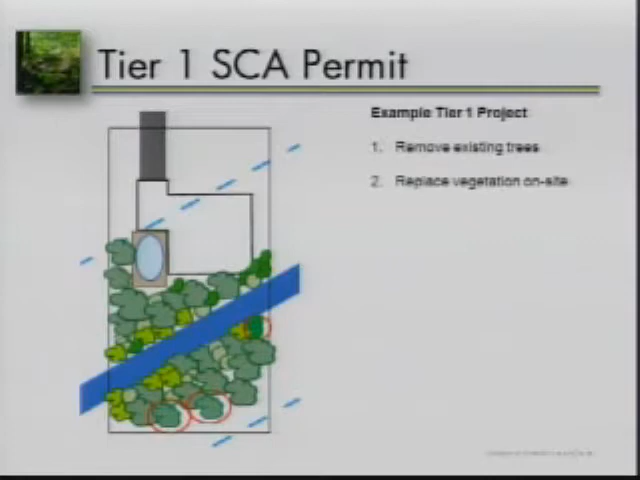 Tier 1 SCA Permit
Example Tier 1 Project
1. Remove existing trees
2. Replace vegetation on-site